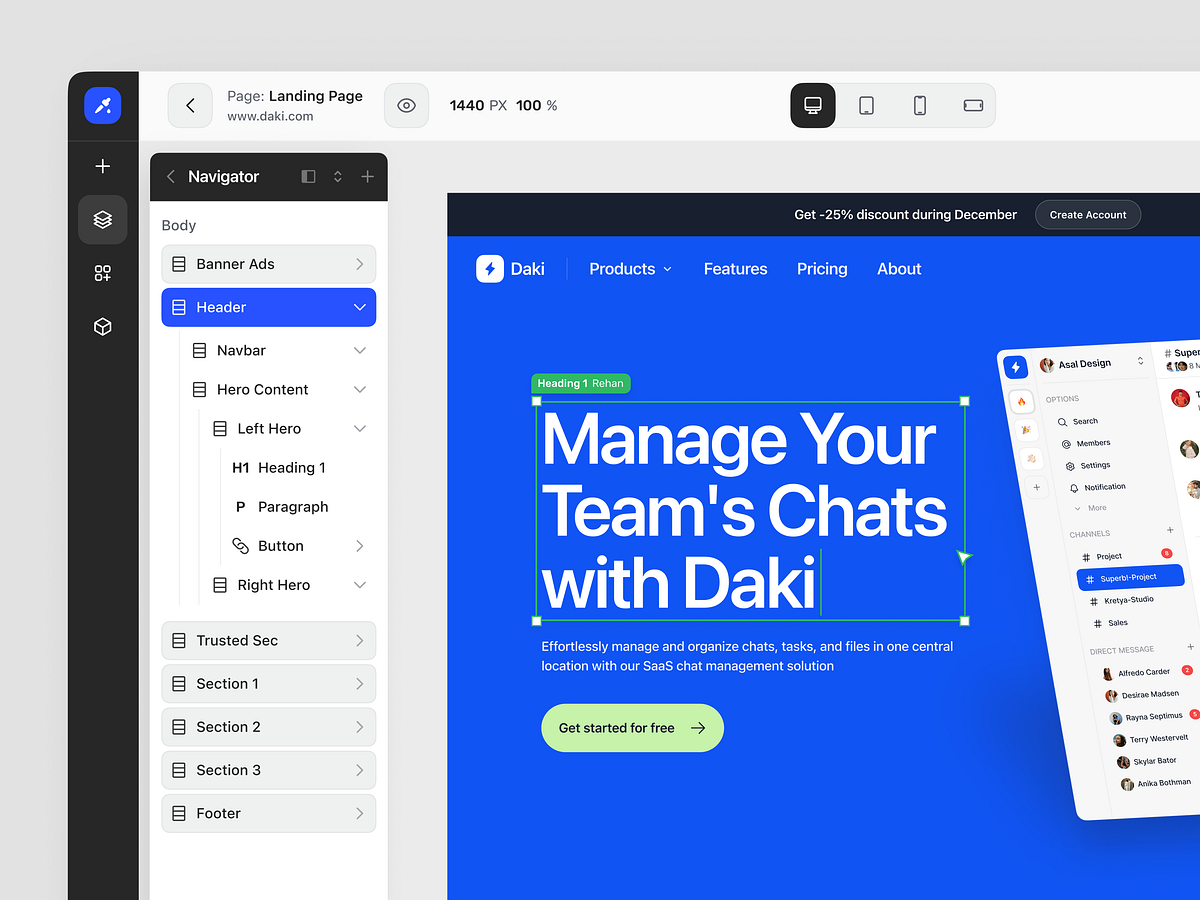 Page: Landing Page
www.daki.com
1440 PX 100 %
Navigator
Body
Banner Ads
Header
Navbar
Hero Content
Left Hero
H1 Heading 1
P Paragraph
Button
Right Hero
Trusted Sec
Section 1
Section 2
Section 3
Footer
Get -25% discount during December
Create Account
Daki
Products
Features
Pricing
About
Heading 1 Rehan
Manage Your
Team's Chats
with Daki
Effortlessly manage and organize chats, tasks, and files in one central
location with our SaaS chat management solution
Get started for free
Asal Design
OPTIONS
Search
Members
Settings
Notification
More
CHANNELS
# Project 8
# Superb!-Project
# Kretya-Studio
# Sales
DIRECT MESSAGE
Alfredo Carder 2
Desirae Madsen
Rayna Septimus 5
Terry Westervelt
Skylar Bator
Anika Bothman
# Super
8 M